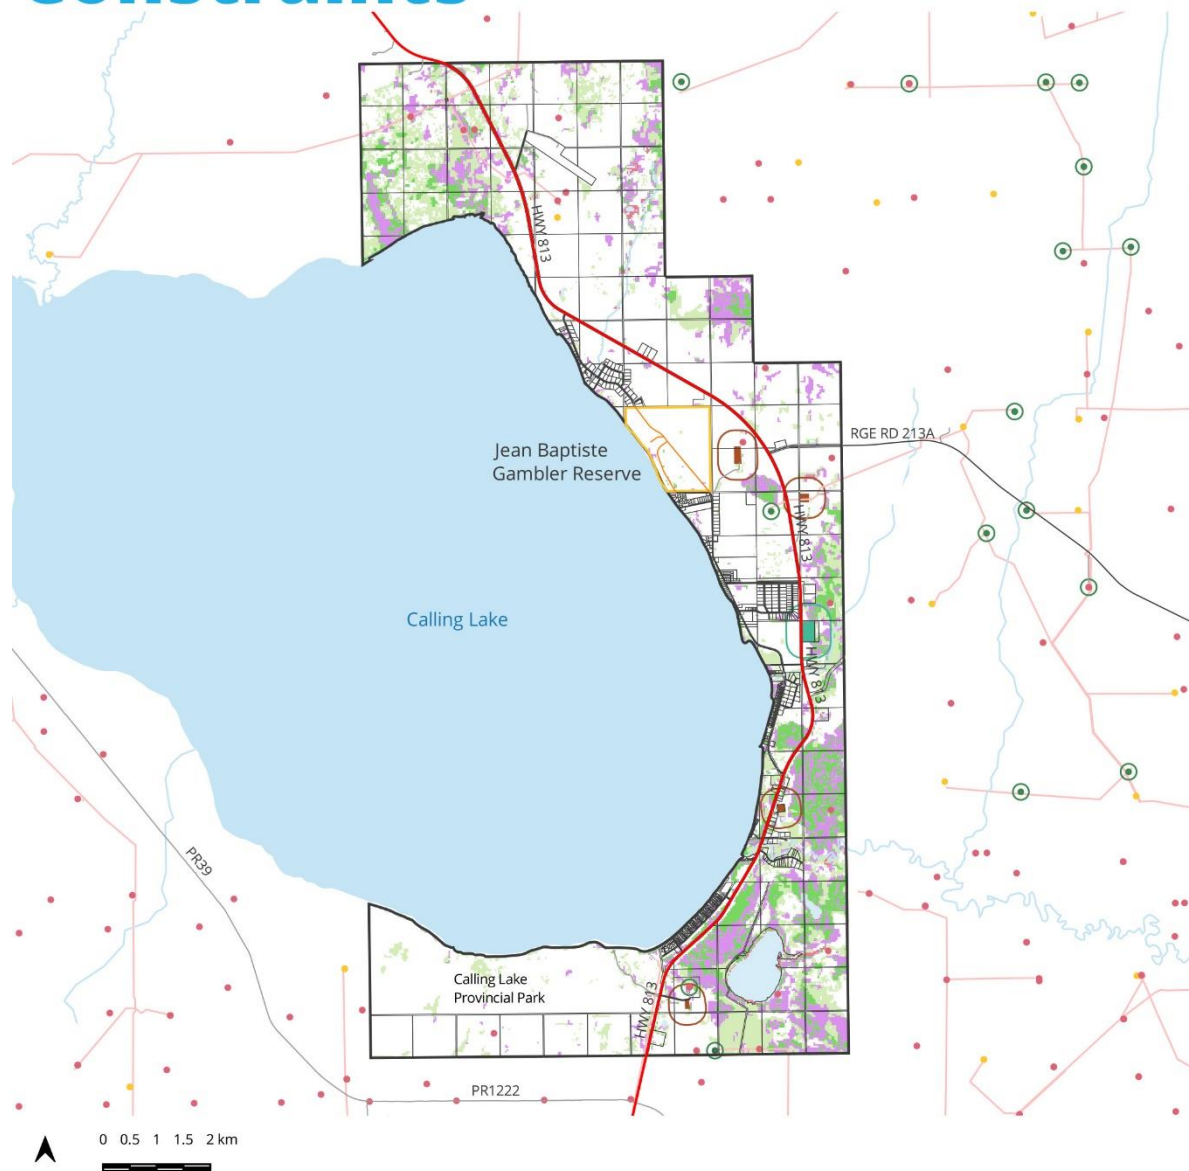 Constraints
HWY 813
RGE RD 213A
Jean Baptiste
Gambler Reserve
HWY 813
Calling Lake
HWY 813
PR39
Calling Lake
Provincial Park
HWY 813
PR1222
0 0.5 1 1.5 2 km